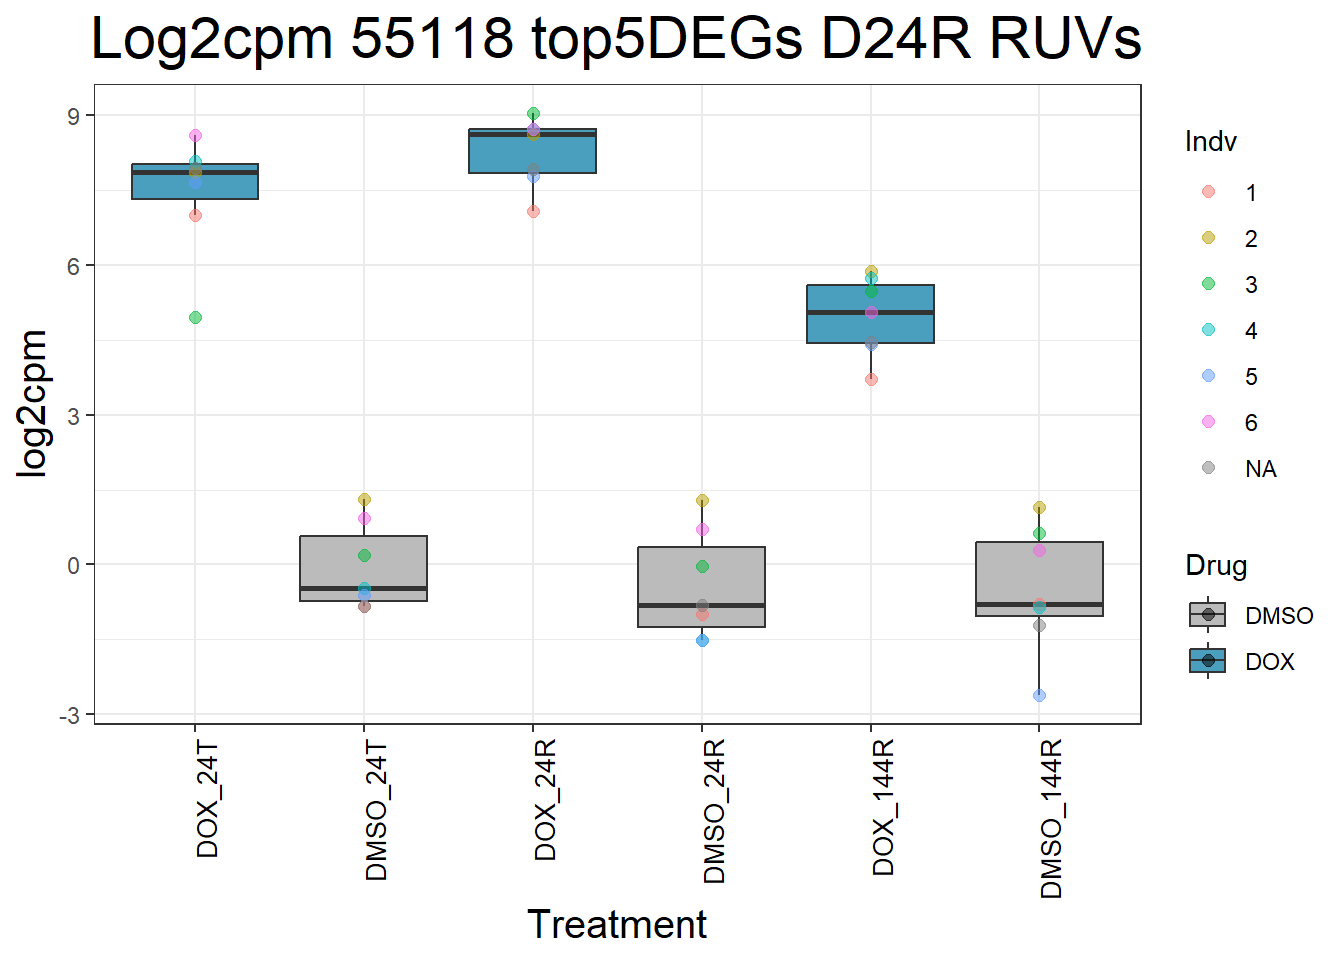 Log2cpm 55118 top5DEGs D24R RUVs
log2cpm
9
6
3
0
-3
DOX_24T
DMSO_24T
DOX_24R
DMSO_24R
DOX_144R
DMSO_144R
Treatment
Indv
1
2
3
4
5
6
NA
Drug
DMSO
DOX